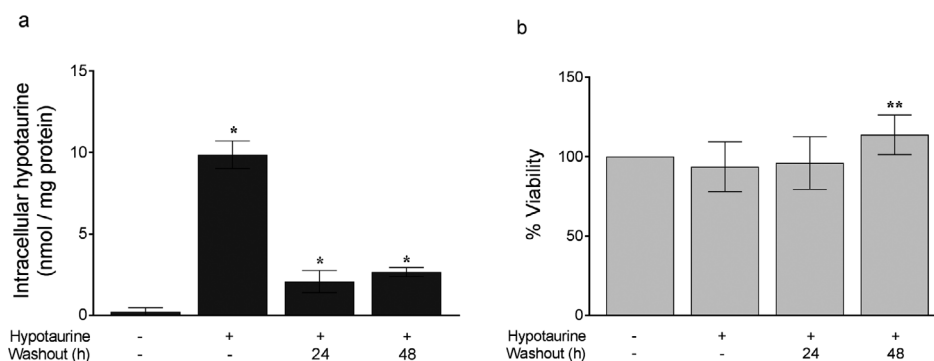 a
Intracellular hypotaurine
(nmol / mg protein)
15
10
5
0
*
*
*
Hypotaurine - + + +
Washout (h) - - 24 48
b
% Viability
150
100
50
0
**
Hypotaurine - + + +
Washout (h) - - 24 48